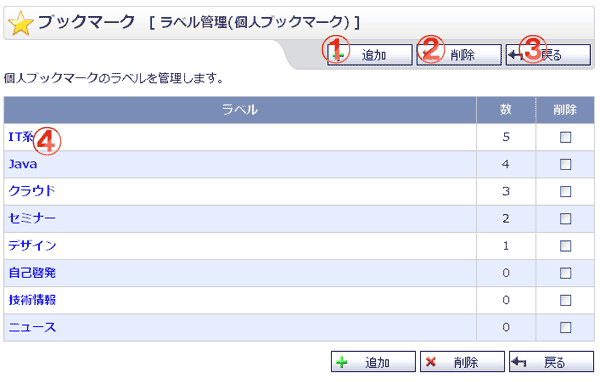 ブックマーク [ ラベル管理(個人ブックマーク) ]
① 追加 ② 削除 ③ 戻る
個人ブックマークのラベルを管理します。
ラベル 数 削除
IT系 ④ 5
Java 4
クラウド 3
セミナー 2
デザイン 1
自己啓発 0
技術情報 0
ニュース 0
追加 削除 戻る